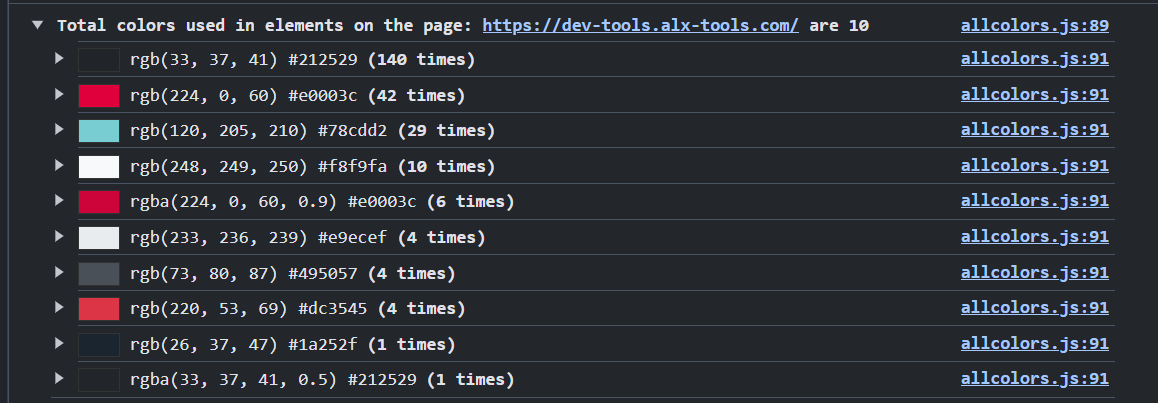 Total colors used in elements on the page: https://dev-tools.alx-tools.com/ are 10 allcolors.js:89
rgb(33, 37, 41) #212529 (140 times) allcolors.js:91
rgb(224, 0, 60) #e0003c (42 times) allcolors.js:91
rgb(120, 205, 210) #78cdd2 (29 times) allcolors.js:91
rgb(248, 249, 250) #f8f9fa (10 times) allcolors.js:91
rgba(224, 0, 60, 0.9) #e0003c (6 times) allcolors.js:91
rgb(233, 236, 239) #e9ecef (4 times) allcolors.js:91
rgb(73, 80, 87) #495057 (4 times) allcolors.js:91
rgb(220, 53, 69) #dc3545 (4 times) allcolors.js:91
rgb(26, 37, 47) #1a252f (1 times) allcolors.js:91
rgba(33, 37, 41, 0.5) #212529 (1 times) allcolors.js:91